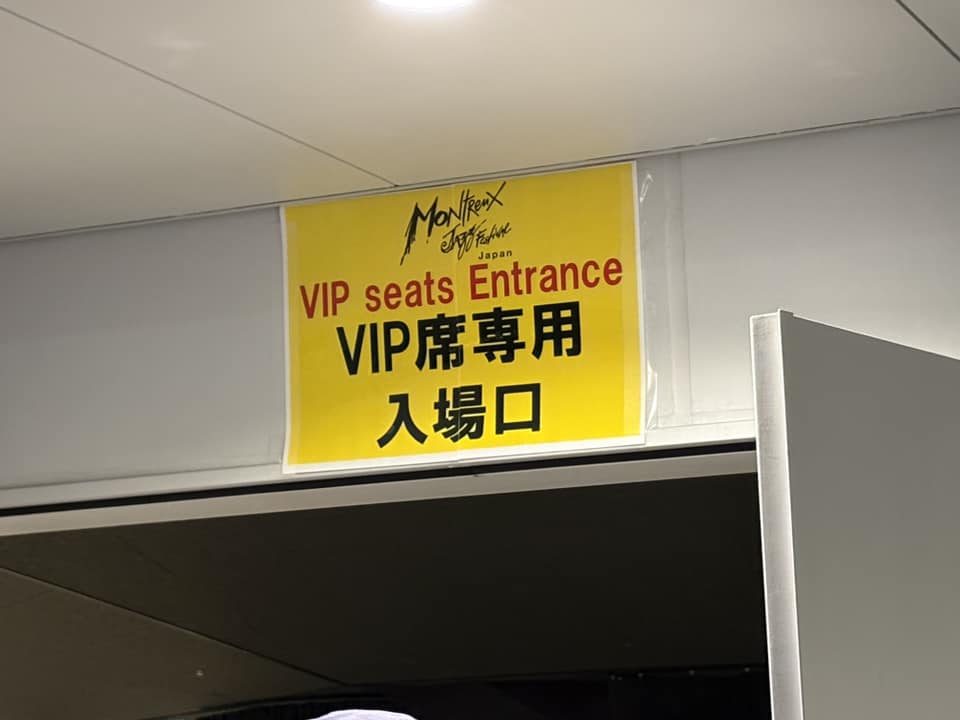 Montreux
Jazz Festival
Japan
VIP seats Entrance
VIP席専用
入場口